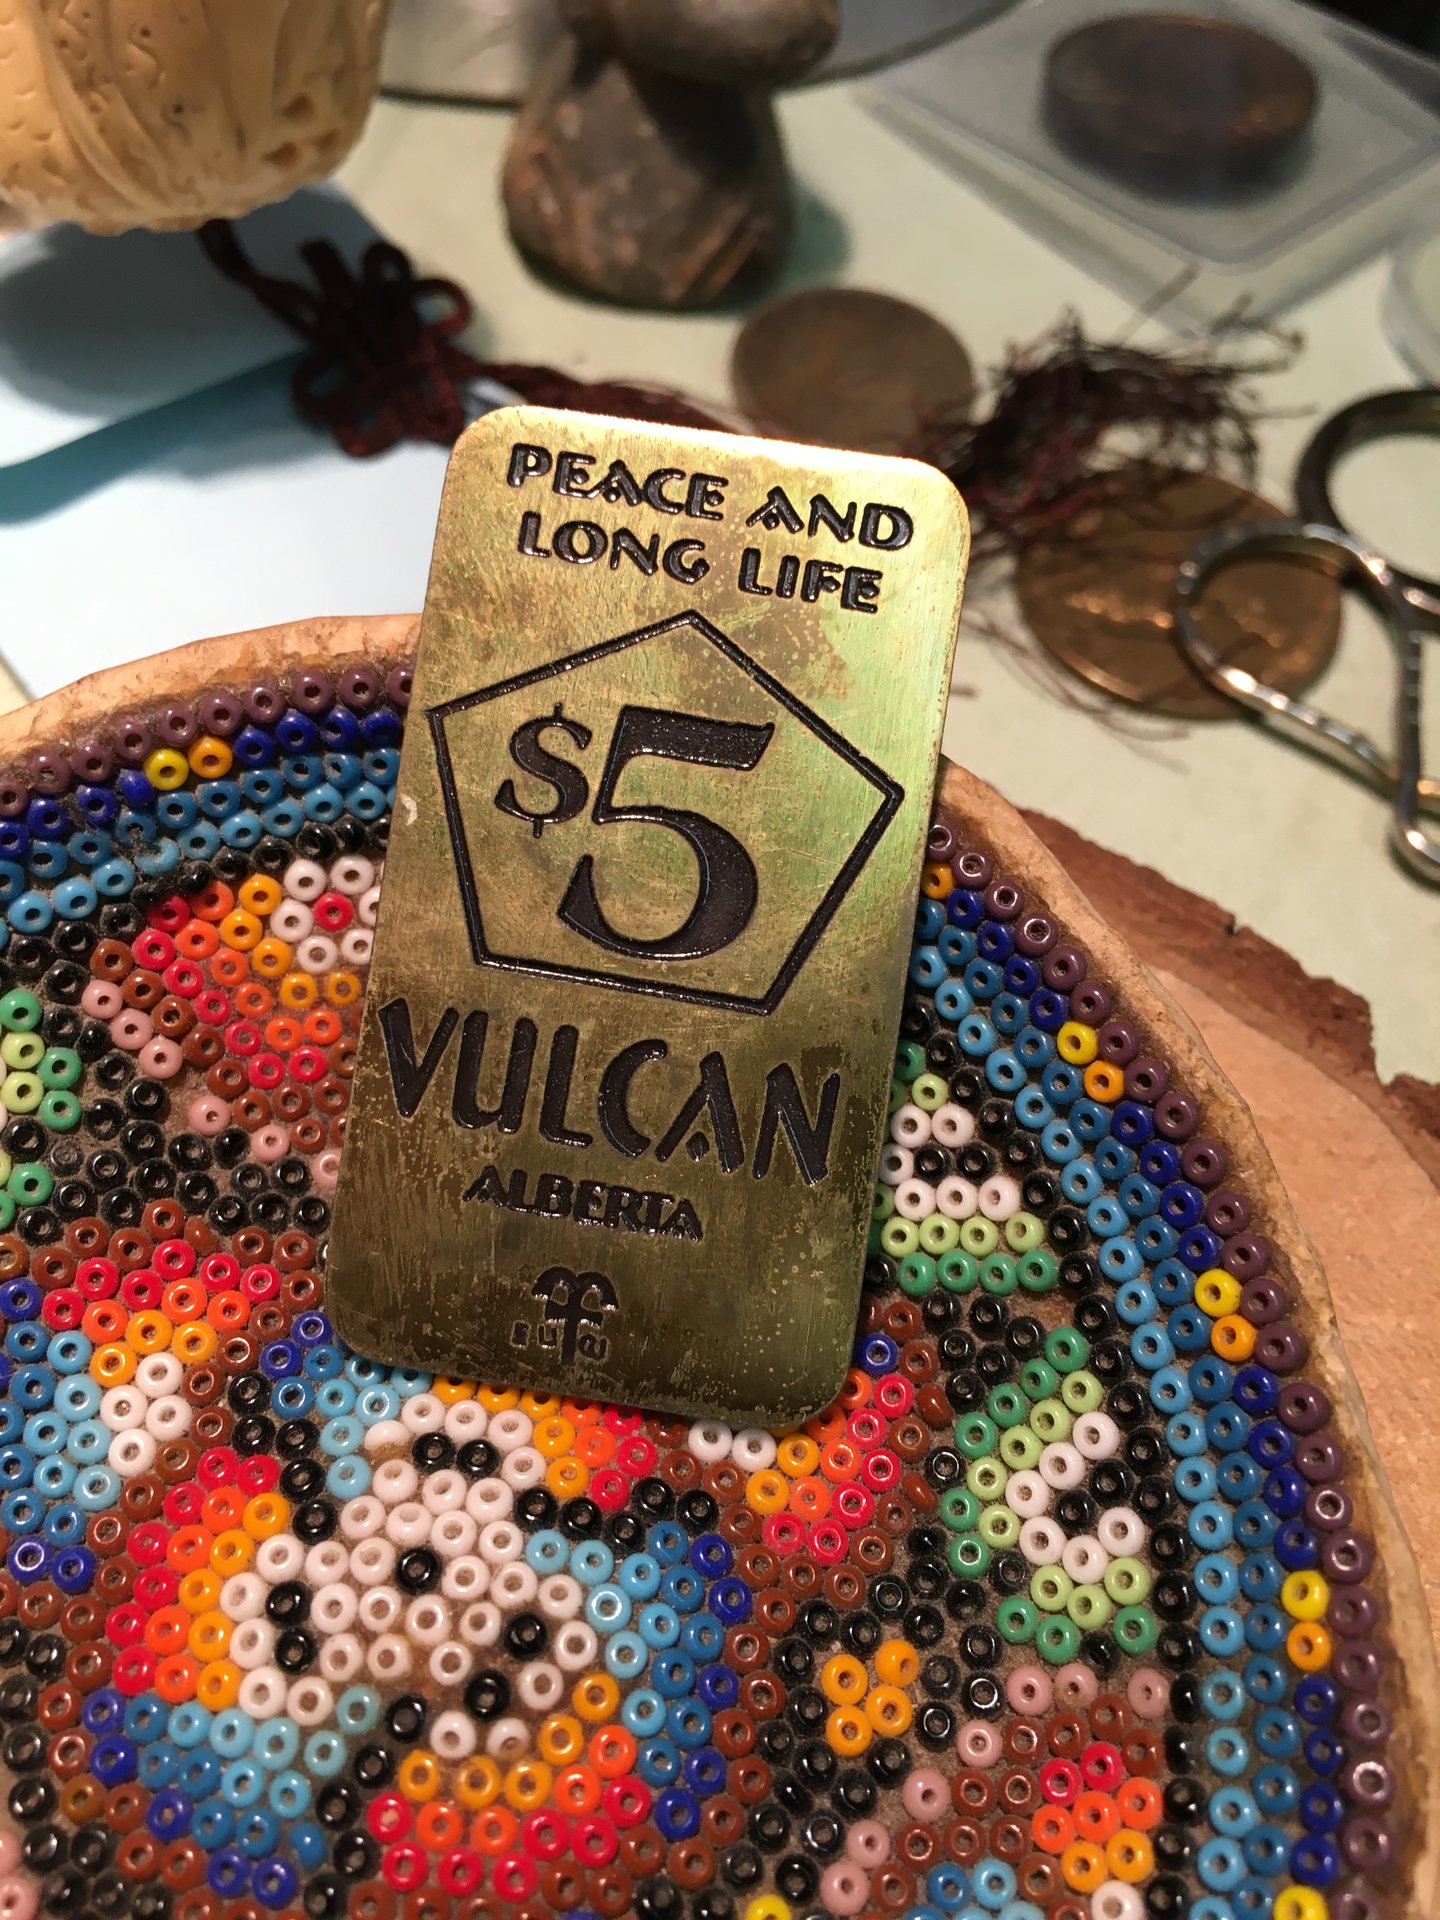 PEACE AND
LONG LIFE
$5
VULCAN
ALBERTA